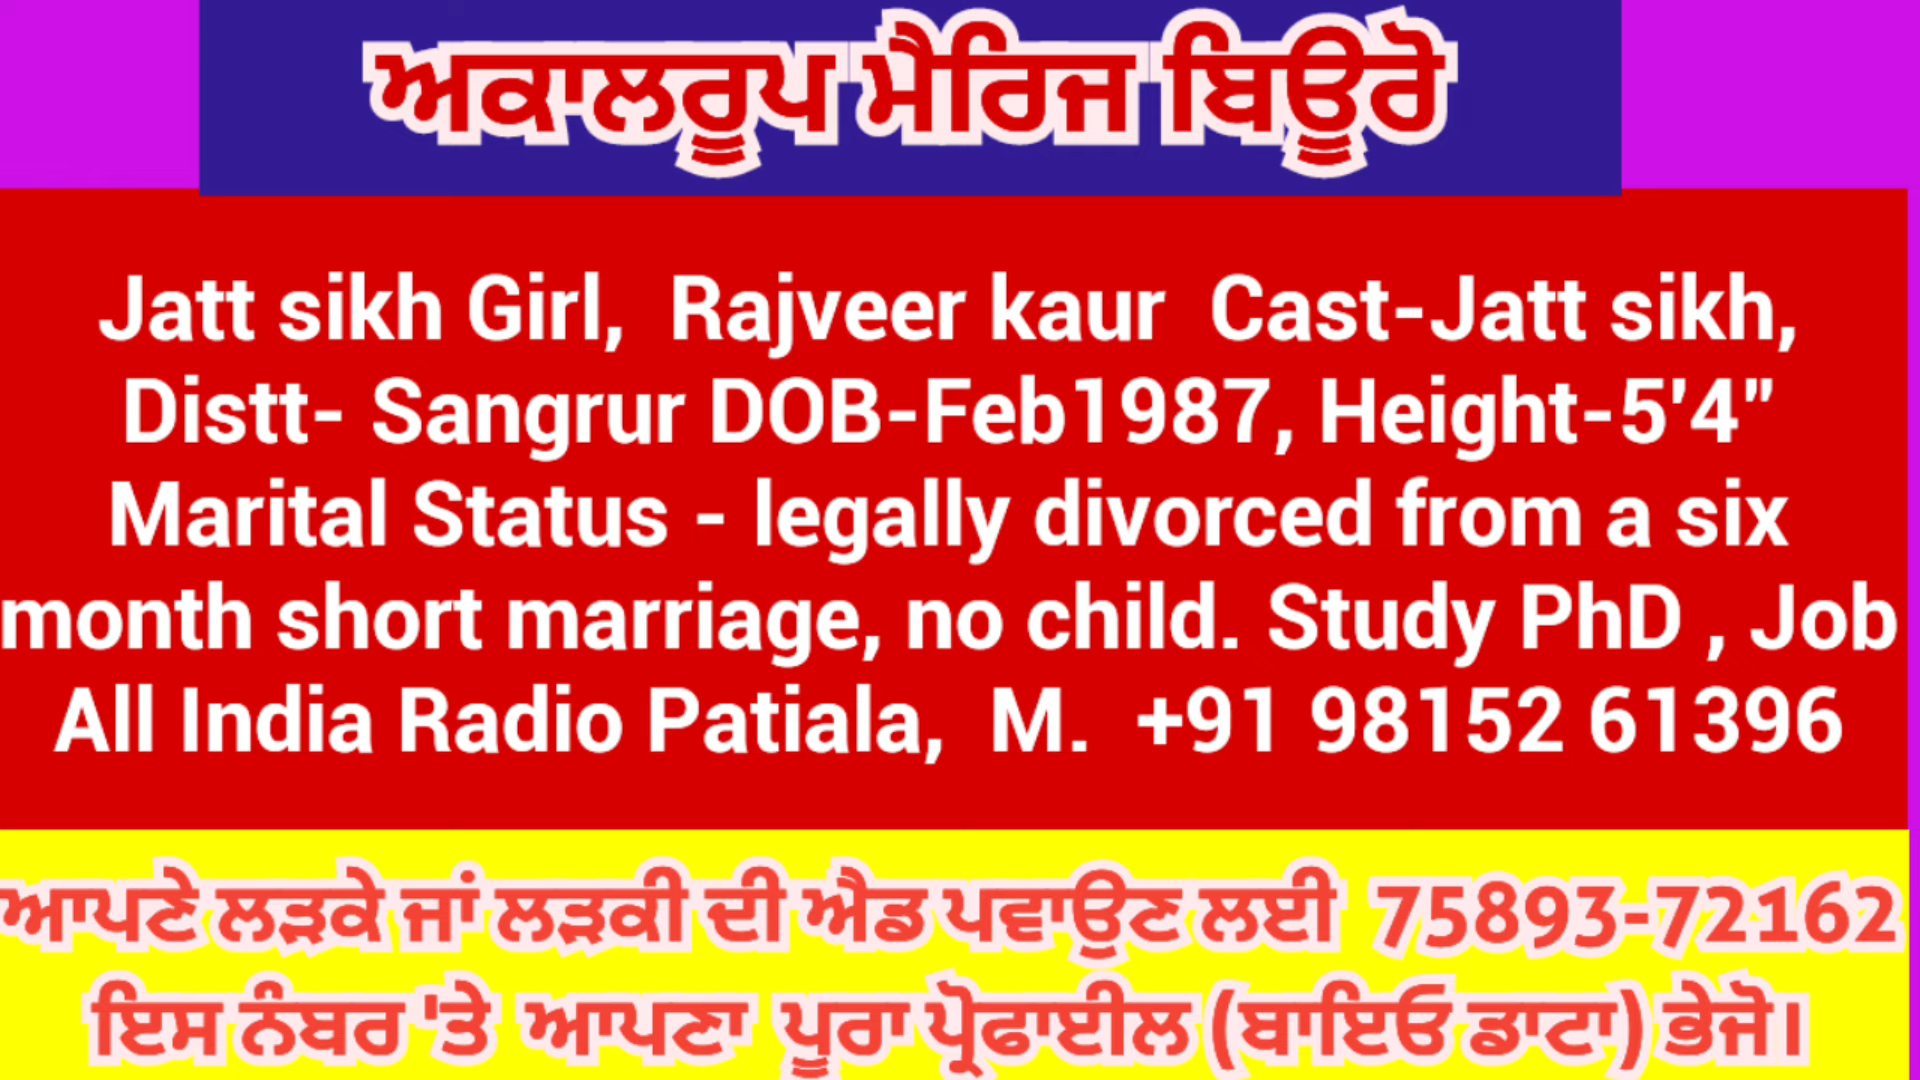 ਅਕਾਲਰੂਪ ਮੈਰਿਜ ਬਿਊਰੋ
Jatt sikh Girl, Rajveer kaur Cast-Jatt sikh,
Distt- Sangrur DOB-Feb1987, Height-5'4"
Marital Status - legally divorced from a six
month short marriage, no child. Study PhD , Job
All India Radio Patiala, M. +91 98152 61396
ਆਪਣੇ ਲੜਕੇ ਜਾਂ ਲੜਕੀ ਦੀ ਐਡ ਪਵਾਉਣ ਲਈ 75893-72162
ਇਸ ਨੰਬਰ 'ਤੇ ਆਪਣਾ ਪੂਰਾ ਪ੍ਰੋਫਾਈਲ (ਬਾਇਓ ਡਾਟਾ) ਭੇਜੋ।